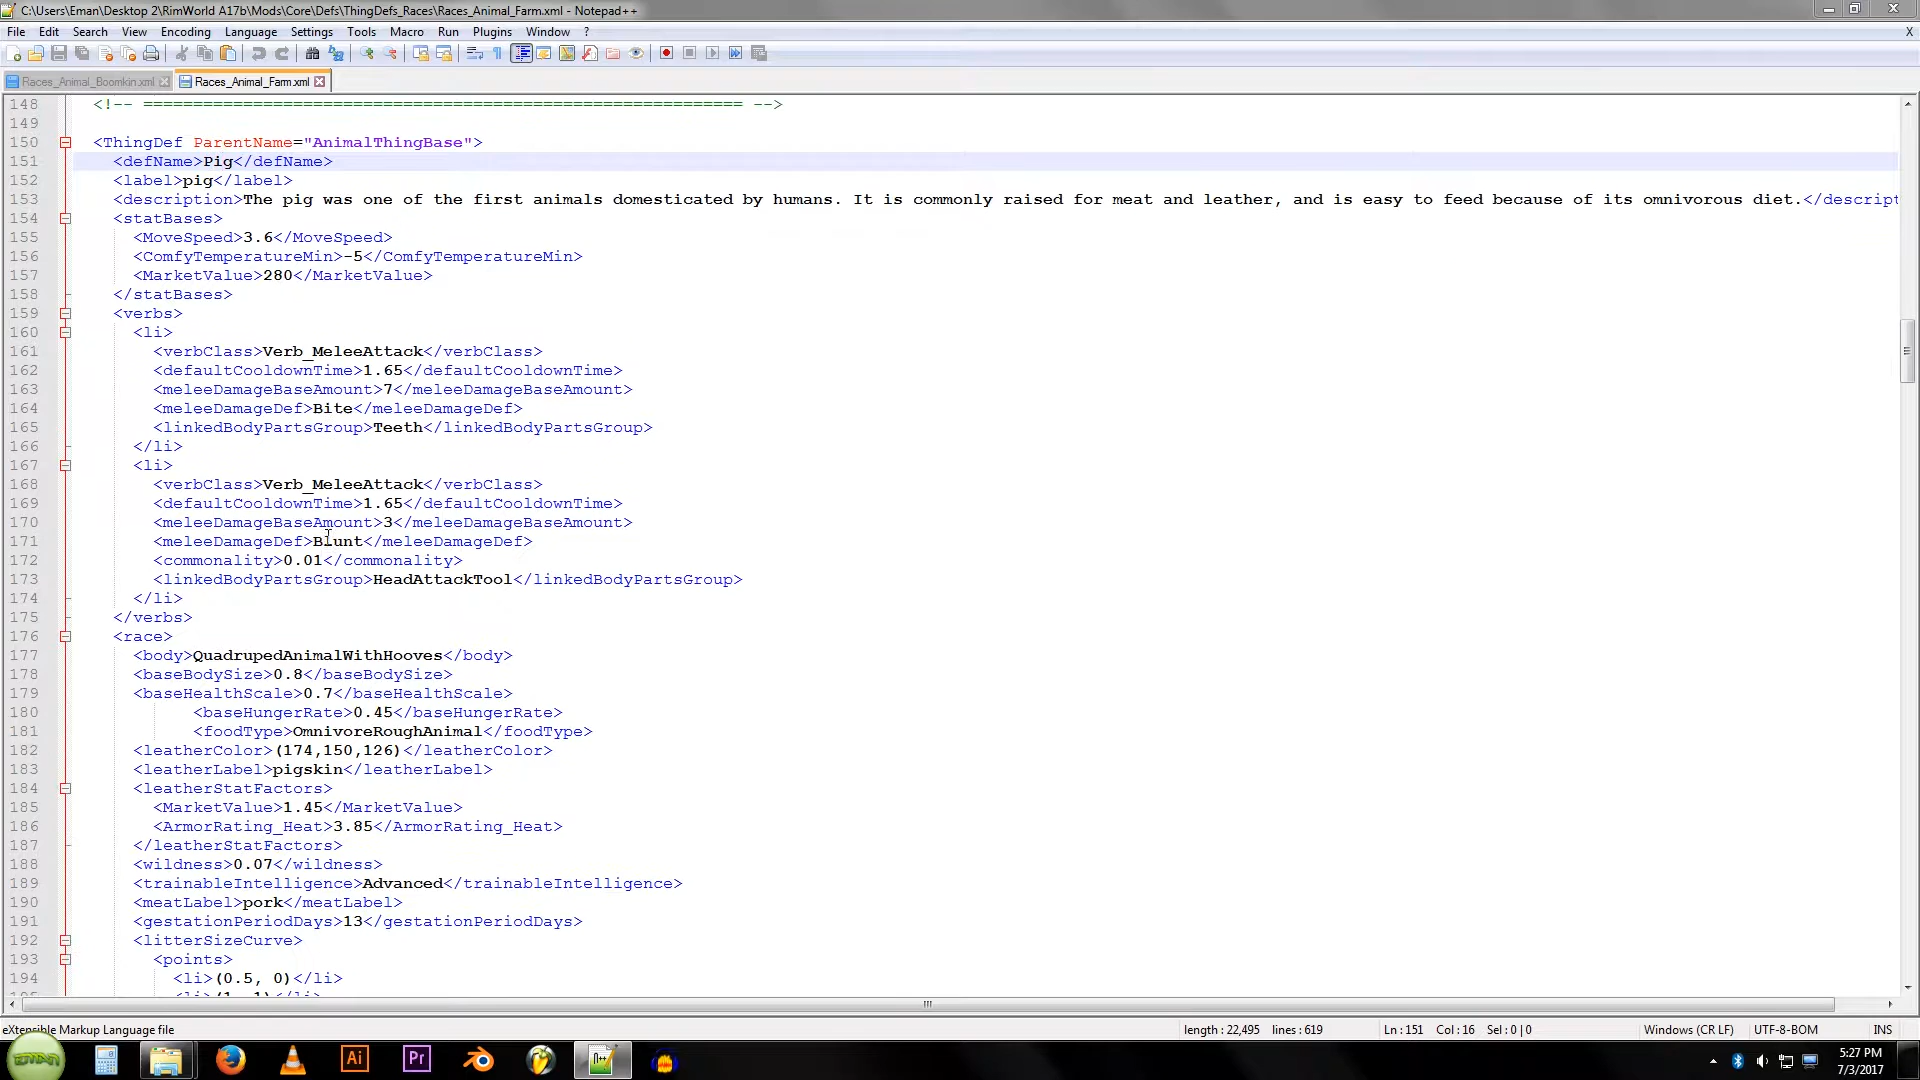 C:\Users\Eman\Desktop 2\RimWorld A17b\Mods\Core\Defs\ThingDefs_Races\Races_Animal_Farm.xml - Notepad++
File Edit Search View Encoding Language Settings Tools Macro Run Plugins Window ? X
Races_Animal_Boomkin.xml Races_Animal_Farm.xml
148 <!-- ============================================================ -->
149
150 <ThingDef ParentName="AnimalThingBase">
151 <defName>Pig</defName>
152 <label>pig</label>
153 <description>The pig was one of the first animals domesticated by humans. It is commonly raised for meat and leather, and is easy to feed because of its omnivorous diet.</descript
154 <statBases>
155 <MoveSpeed>3.6</MoveSpeed>
156 <ComfyTemperatureMin>-5</ComfyTemperatureMin>
157 <MarketValue>280</MarketValue>
158 </statBases>
159 <verbs>
160 <li>
161 <verbClass>Verb_MeleeAttack</verbClass>
162 <defaultCooldownTime>1.65</defaultCooldownTime>
163 <meleeDamageBaseAmount>7</meleeDamageBaseAmount>
164 <meleeDamageDef>Bite</meleeDamageDef>
165 <linkedBodyPartsGroup>Teeth</linkedBodyPartsGroup>
166 </li>
167 <li>
168 <verbClass>Verb_MeleeAttack</verbClass>
169 <defaultCooldownTime>1.65</defaultCooldownTime>
170 <meleeDamageBaseAmount>3</meleeDamageBaseAmount>
171 <meleeDamageDef>Blunt</meleeDamageDef>
172 <commonality>0.01</commonality>
173 <linkedBodyPartsGroup>HeadAttackTool</linkedBodyPartsGroup>
174 </li>
175 </verbs>
176 <race>
177 <body>QuadrupedAnimalWithHooves</body>
178 <baseBodySize>0.8</baseBodySize>
179 <baseHealthScale>0.7</baseHealthScale>
180 <baseHungerRate>0.45</baseHungerRate>
181 <foodType>OmnivoreRoughAnimal</foodType>
182 <leatherColor>(174,150,126)</leatherColor>
183 <leatherLabel>pigskin</leatherLabel>
184 <leatherStatFactors>
185 <MarketValue>1.45</MarketValue>
186 <ArmorRating_Heat>3.85</ArmorRating_Heat>
187 </leatherStatFactors>
188 <wildness>0.07</wildness>
189 <trainableIntelligence>Advanced</trainableIntelligence>
190 <meatLabel>pork</meatLabel>
191 <gestationPeriodDays>13</gestationPeriodDays>
192 <litterSizeCurve>
193 <points>
194 <li>(0.5, 0)</li>
eXtensible Markup Language file length : 22,495 lines : 619 Ln : 151 Col : 16 Sel : 0 | 0 Windows (CR LF) UTF-8-BOM INS
EMAN Ai Pr 5:27 PM
7/3/2017